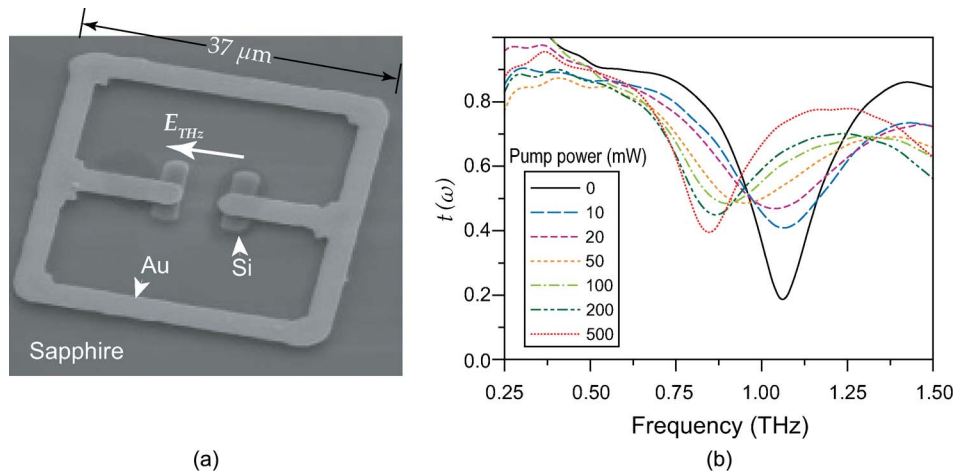 37 μm
E_THz
Au
Si
Sapphire
(a)
t(ω)
0.8
0.6
0.4
0.2
0.0
Pump power (mW)
0
10
20
50
100
200
500
0.25 0.50 0.75 1.00 1.25 1.50
Frequency (THz)
(b)